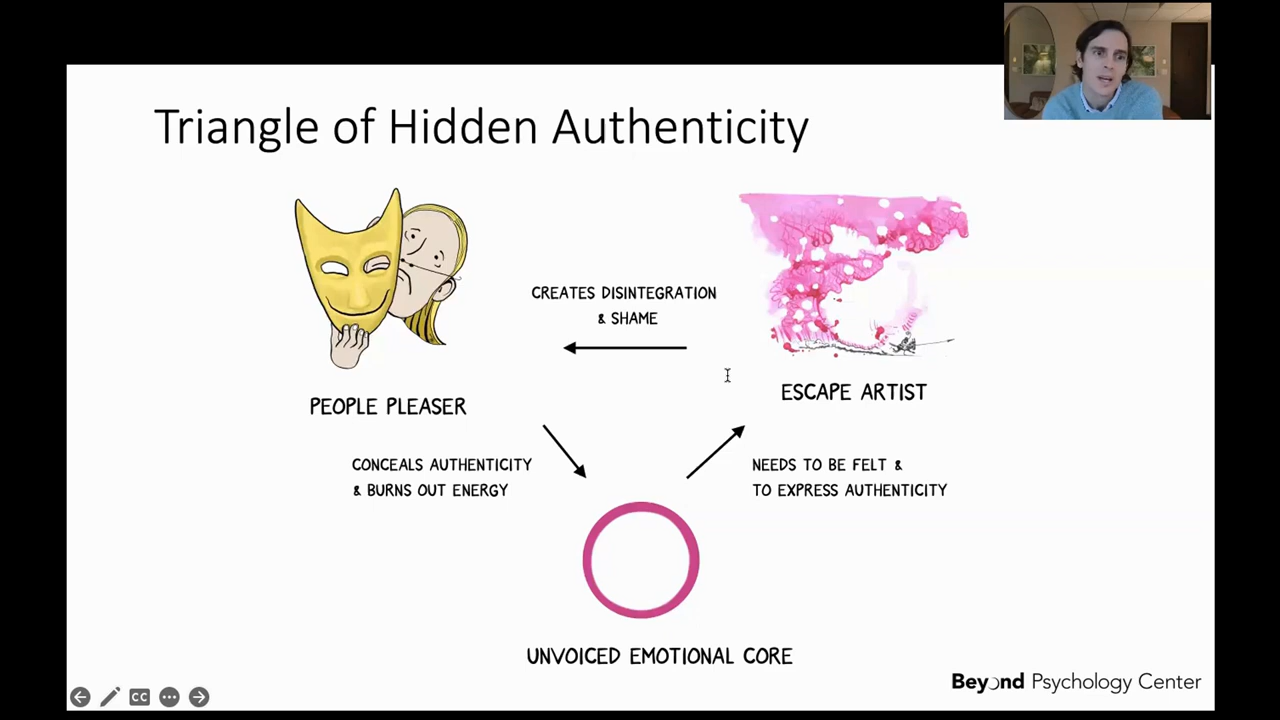 Triangle of Hidden Authenticity
CREATES DISINTEGRATION
& SHAME
PEOPLE PLEASER
ESCAPE ARTIST
CONCEALS AUTHENTICITY
& BURNS OUT ENERGY
NEEDS TO BE FELT &
TO EXPRESS AUTHENTICITY
UNVOICED EMOTIONAL CORE
Beyond Psychology Center
CC